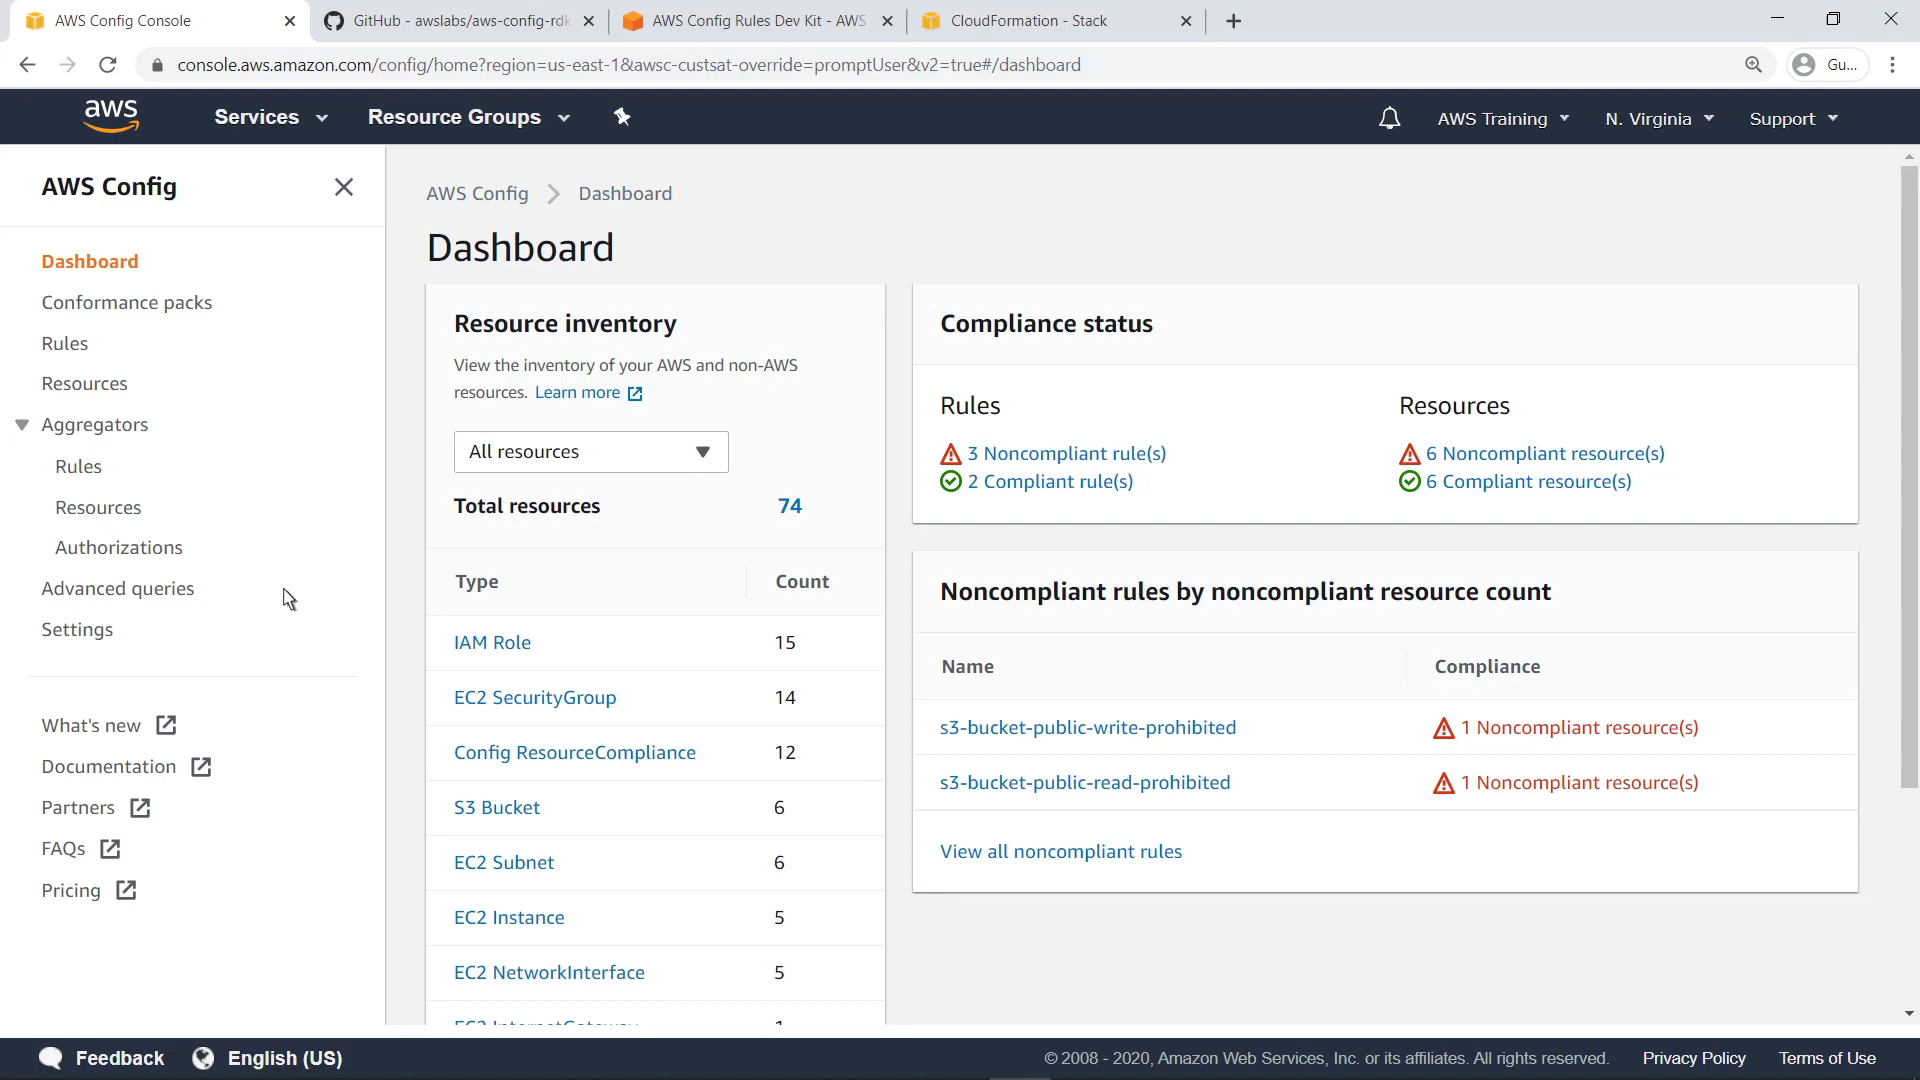 AWS Config Console
GitHub - awslabs/aws-config-rdk
AWS Config Rules Dev Kit - AWS
CloudFormation - Stack
console.aws.amazon.com/config/home?region=us-east-1&awsc-custsat-override=promptUser&v2=true#/dashboard
Gu...
aws
Services
Resource Groups
AWS Training
N. Virginia
Support
AWS Config
Dashboard
Conformance packs
Rules
Resources
Aggregators
Rules
Resources
Authorizations
Advanced queries
Settings
What's new
Documentation
Partners
FAQs
Pricing
AWS Config
Dashboard
Dashboard
Resource inventory
View the inventory of your AWS and non-AWS
resources. Learn more
All resources
Total resources 74
Type Count
IAM Role 15
EC2 SecurityGroup 14
Config ResourceCompliance 12
S3 Bucket 6
EC2 Subnet 6
EC2 Instance 5
EC2 NetworkInterface 5
Compliance status
Rules
3 Noncompliant rule(s)
2 Compliant rule(s)
Resources
6 Noncompliant resource(s)
6 Compliant resource(s)
Noncompliant rules by noncompliant resource count
Name Compliance
s3-bucket-public-write-prohibited 1 Noncompliant resource(s)
s3-bucket-public-read-prohibited 1 Noncompliant resource(s)
View all noncompliant rules
Feedback
English (US)
© 2008 - 2020, Amazon Web Services, Inc. or its affiliates. All rights reserved.
Privacy Policy
Terms of Use